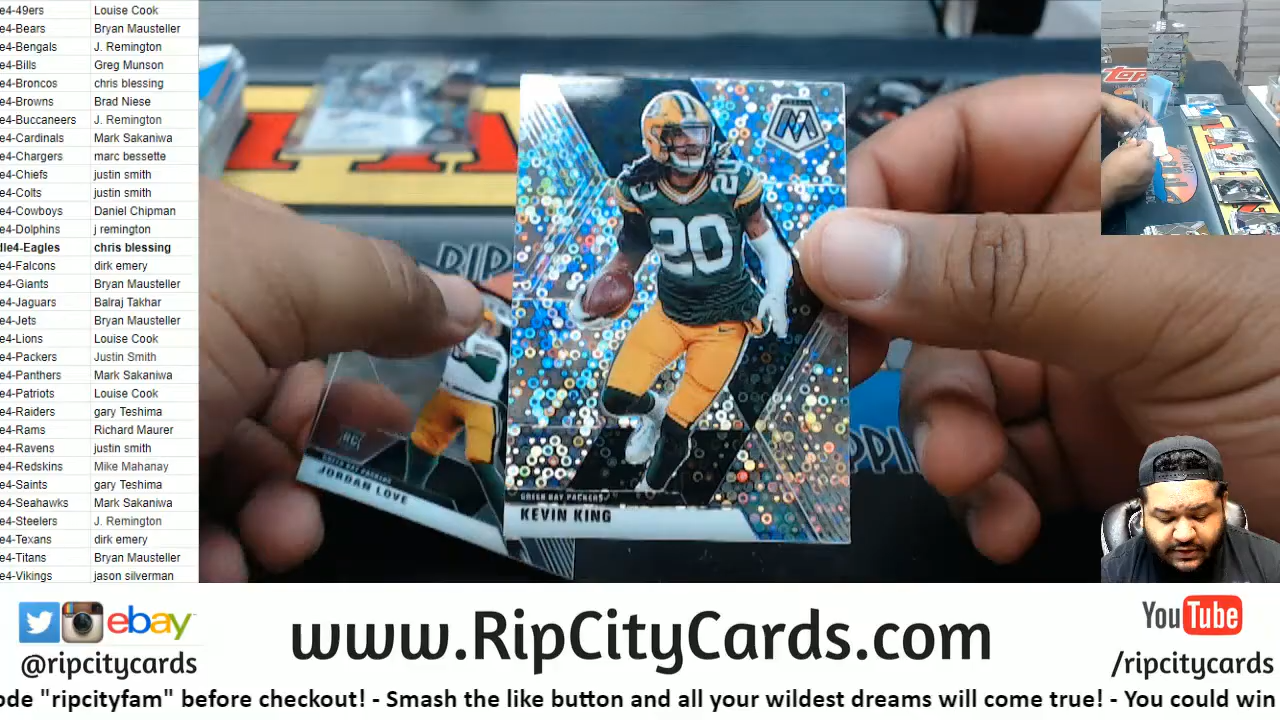 e4-49ers Louise Cook
e4-Bears Bryan Mausteller
e4-Bengals J. Remington
e4-Bills Greg Munson
e4-Broncos chris blessing
e4-Browns Brad Niese
e4-Buccaneers J. Remington
e4-Cardinals Mark Sakaniwa
e4-Chargers marc bessette
e4-Chiefs justin smith
e4-Colts justin smith
e4-Cowboys Daniel Chipman
e4-Dolphins j remington
lle4-Eagles chris blessing
e4-Falcons dirk emery
e4-Giants Bryan Mausteller
e4-Jaguars Balraj Takhar
e4-Jets Bryan Mausteller
e4-Lions Louise Cook
e4-Packers Justin Smith
e4-Panthers Mark Sakaniwa
e4-Patriots Louise Cook
e4-Raiders gary Teshima
e4-Rams Richard Maurer
e4-Ravens justin smith
e4-Redskins Mike Mahanay
e4-Saints gary Teshima
e4-Seahawks Mark Sakaniwa
e4-Steelers J. Remington
e4-Texans dirk emery
e4-Titans Bryan Mausteller
e4-Vikings jason silverman
RIP
PPIN
M
20
20
GREEN BAY PACKERS
KEVIN KING
RC
GREEN BAY PACKERS
JORDAN LOVE
Topp
ebay
@ripcitycards
www.RipCityCards.com
YouTube
/ripcitycards
ode "ripcityfam" before checkout! - Smash the like button and all your wildest dreams will come true! - You could win